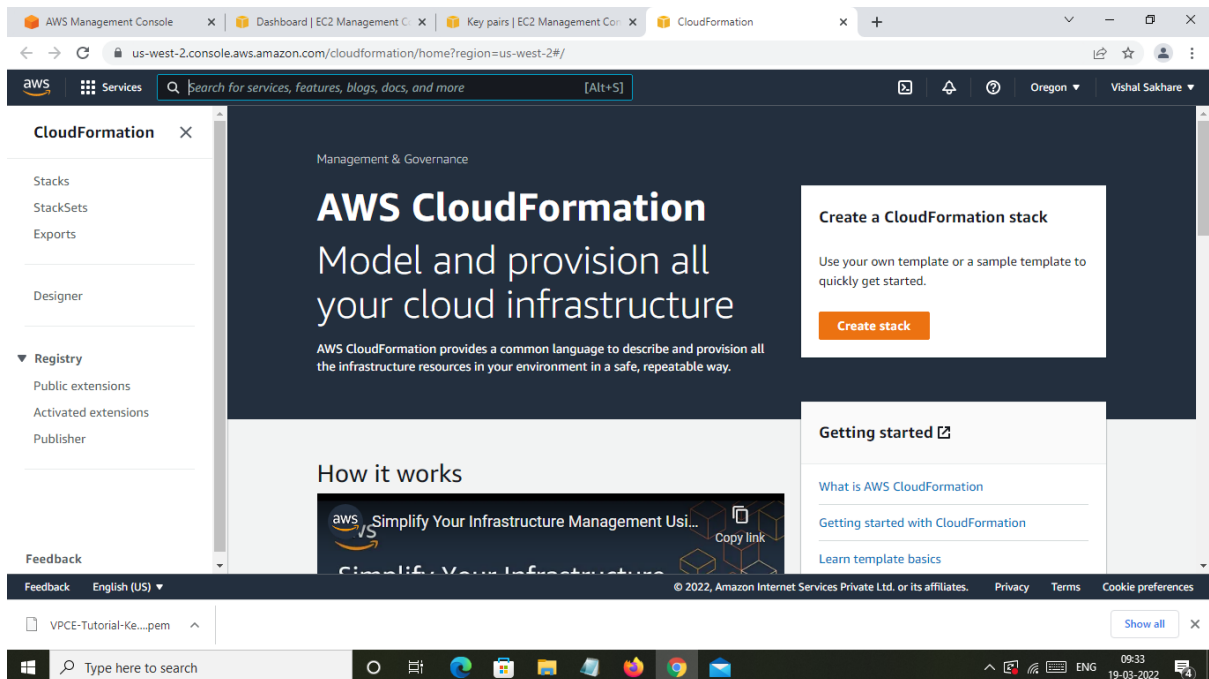 AWS Management Console
Dashboard | EC2 Management C
Key pairs | EC2 Management Con
CloudFormation
us-west-2.console.aws.amazon.com/cloudformation/home?region=us-west-2#/
aws
Services
Search for services, features, blogs, docs, and more
[Alt+S]
Oregon ▼
Vishal Sakhare ▼
CloudFormation
Stacks
StackSets
Exports
Designer
▼ Registry
Public extensions
Activated extensions
Publisher
Feedback
Management & Governance
AWS CloudFormation
Model and provision all
your cloud infrastructure
AWS CloudFormation provides a common language to describe and provision all
the infrastructure resources in your environment in a safe, repeatable way.
Create a CloudFormation stack
Use your own template or a sample template to
quickly get started.
Create stack
How it works
aws
Simplify Your Infrastructure Management Usi...
Copy link
Simplify Your Infrastructure
Getting started
What is AWS CloudFormation
Getting started with CloudFormation
Learn template basics
Feedback
English (US) ▼
© 2022, Amazon Internet Services Private Ltd. or its affiliates.
Privacy
Terms
Cookie preferences
VPCE-Tutorial-Ke....pem
Show all
Type here to search
ENG
09:33
19-03-2022
4